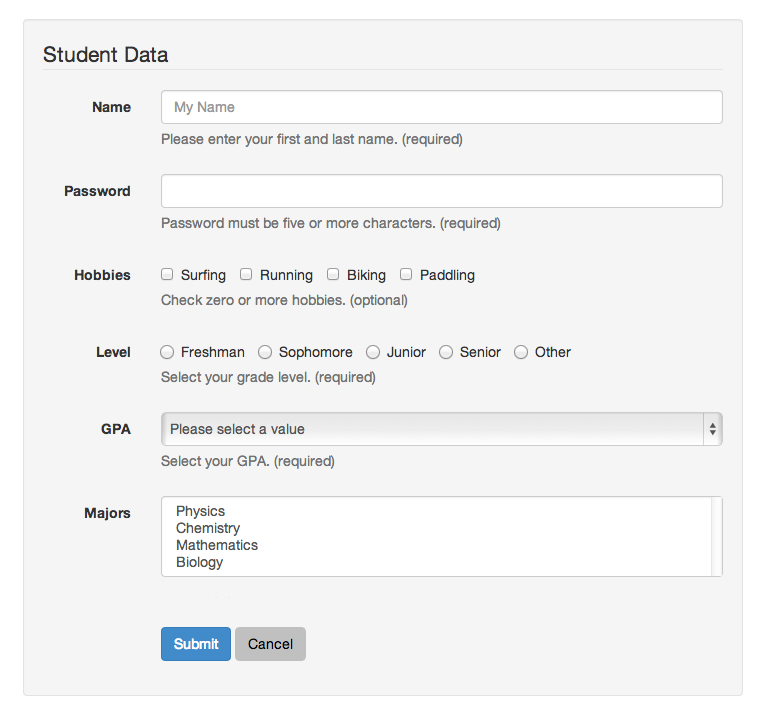 Student Data
Name
My Name
Please enter your first and last name. (required)
Password
Password must be five or more characters. (required)
Hobbies Surfing Running Biking Paddling
Check zero or more hobbies. (optional)
Level Freshman Sophomore Junior Senior Other
Select your grade level. (required)
GPA Please select a value
Select your GPA. (required)
Majors
Physics
Chemistry
Mathematics
Biology
Submit Cancel